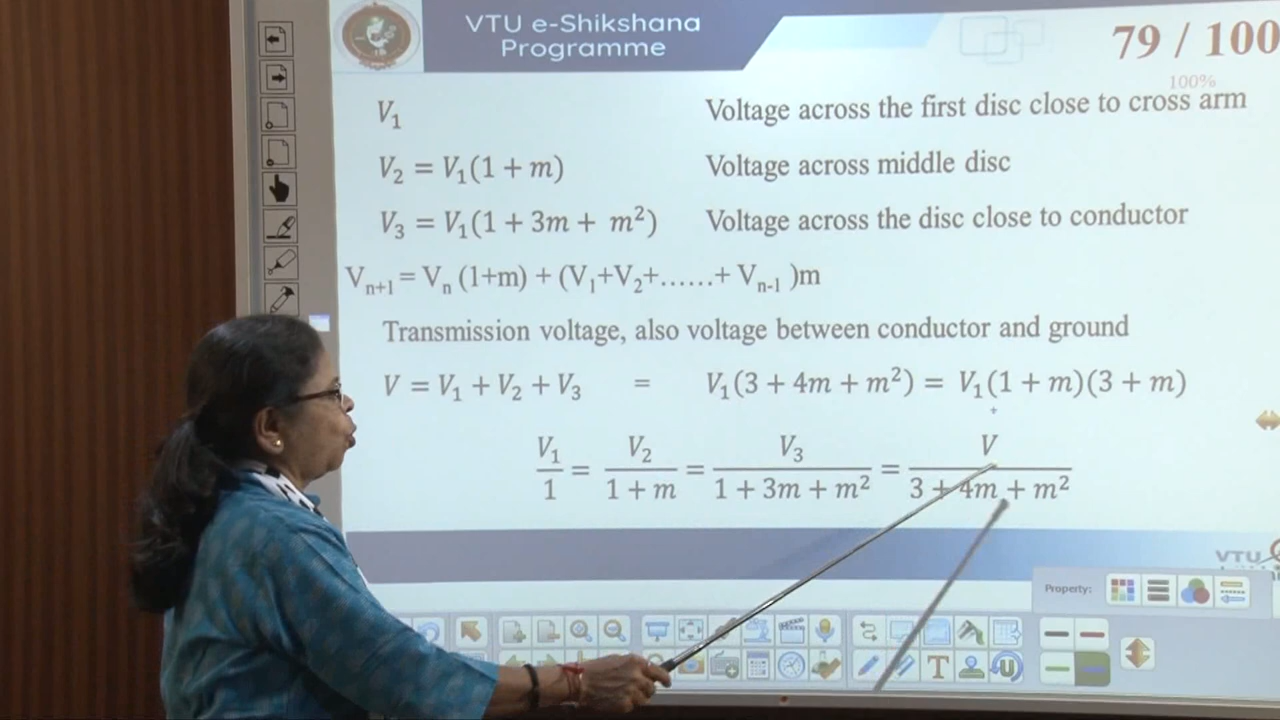 VTU e-Shikshana
Programme
79 / 100
100%
V₁ Voltage across the first disc close to cross arm
V₂ = V₁(1 + m) Voltage across middle disc
V₃ = V₁(1 + 3m + m²) Voltage across the disc close to conductor
Vₙ₊₁ = Vₙ (1+m) + (V₁+V₂+......+ Vₙ₋₁ )m
Transmission voltage, also voltage between conductor and ground
V = V₁ + V₂ + V₃ = V₁(3 + 4m + m²) = V₁(1 + m)(3 + m)
V₁/1 = V₂/(1 + m) = V₃/(1 + 3m + m²) = V/(3 + 4m + m²)
VTU
Property:
T